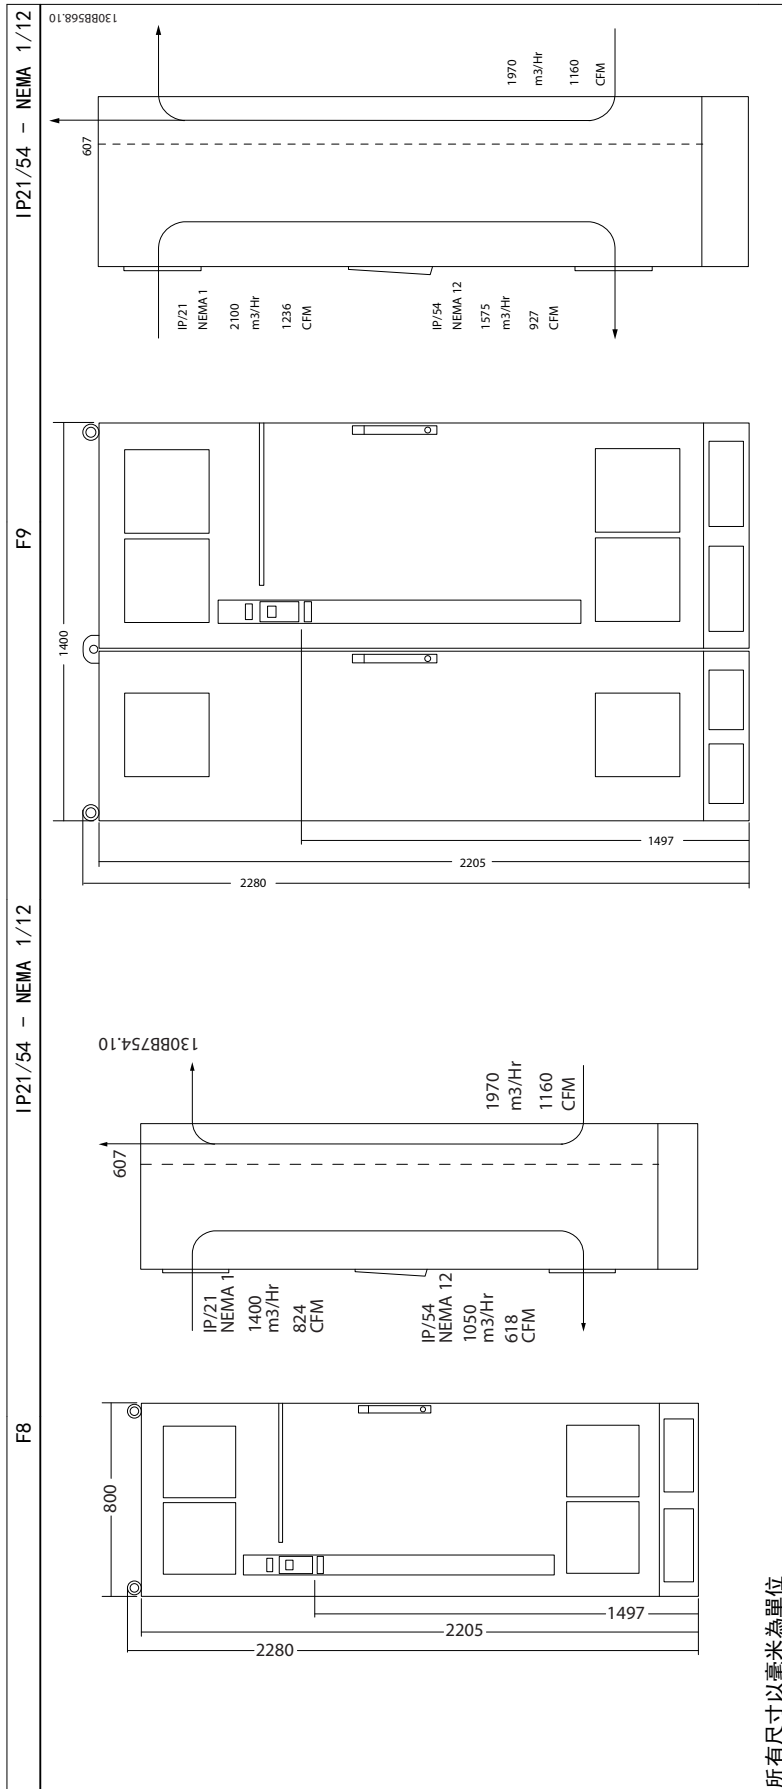 F8
IP21/54 - NEMA 1/12
F9
IP21/54 - NEMA 1/12
800
2280
2205
1497
130BB754.10
607
IP/21
NEMA 1
1400
m3/Hr
824
CFM
IP/54
NEMA 12
1050
m3/Hr
618
CFM
1970
m3/Hr
1160
CFM
1400
2280
2205
1497
130BB568.10
607
IP/21
NEMA 1
2100
m3/Hr
1236
CFM
IP/54
NEMA 12
1575
m3/Hr
927
CFM
1970
m3/Hr
1160
CFM
所有尺寸以毫米為單位